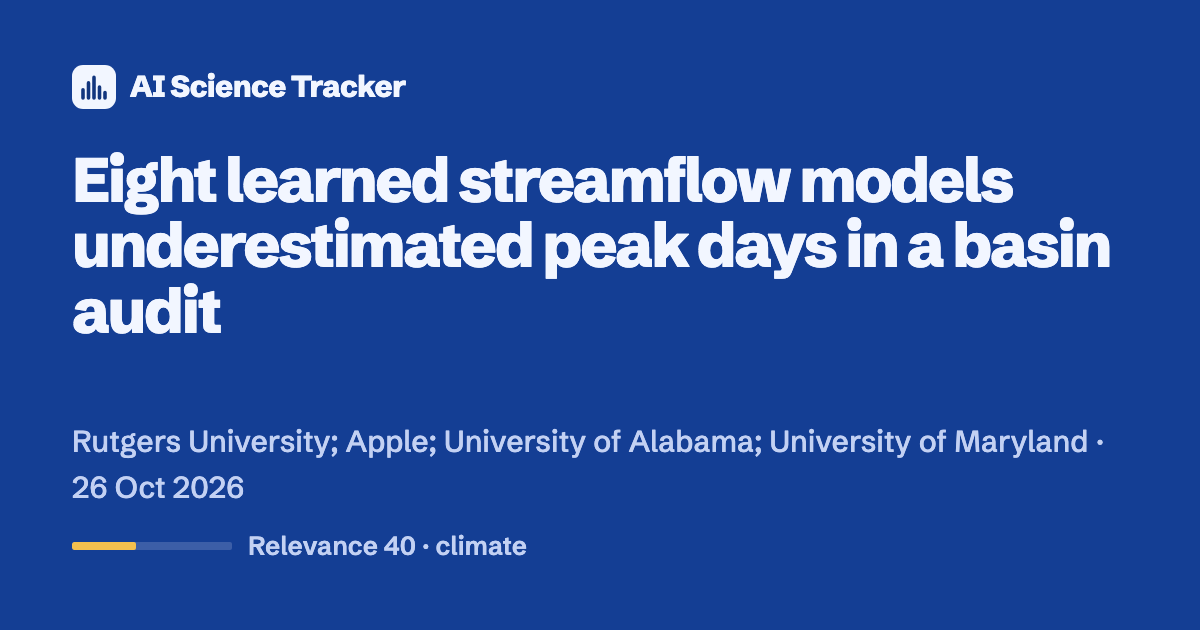 AI Science Tracker
Eight learned streamflow models
underestimated peak days in a basin
audit
Rutgers University; Apple; University of Alabama; University of Maryland ·
26 Oct 2026
Relevance 40 · climate